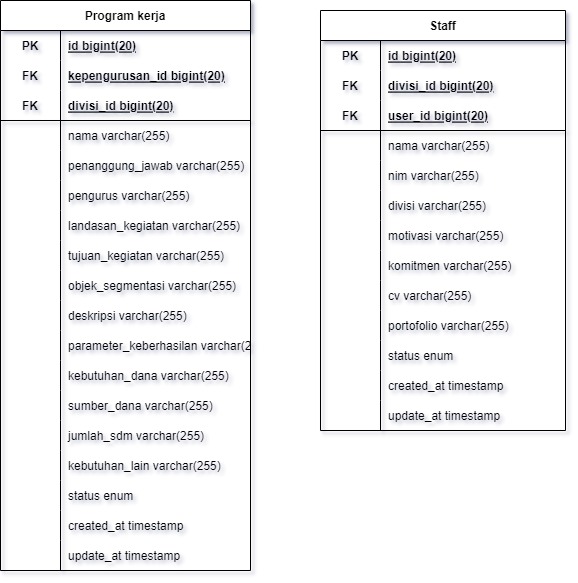 Program kerja
PK id bigint(20)
FK kepengurusan_id bigint(20)
FK divisi_id bigint(20)
nama varchar(255)
penanggung_jawab varchar(255)
pengurus varchar(255)
landasan_kegiatan varchar(255)
tujuan_kegiatan varchar(255)
objek_segmentasi varchar(255)
deskripsi varchar(255)
parameter_keberhasilan varchar(2
kebutuhan_dana varchar(255)
sumber_dana varchar(255)
jumlah_sdm varchar(255)
kebutuhan_lain varchar(255)
status enum
created_at timestamp
update_at timestamp
Staff
PK id bigint(20)
FK divisi_id bigint(20)
FK user_id bigint(20)
nama varchar(255)
nim varchar(255)
divisi varchar(255)
motivasi varchar(255)
komitmen varchar(255)
cv varchar(255)
portofolio varchar(255)
status enum
created_at timestamp
update_at timestamp